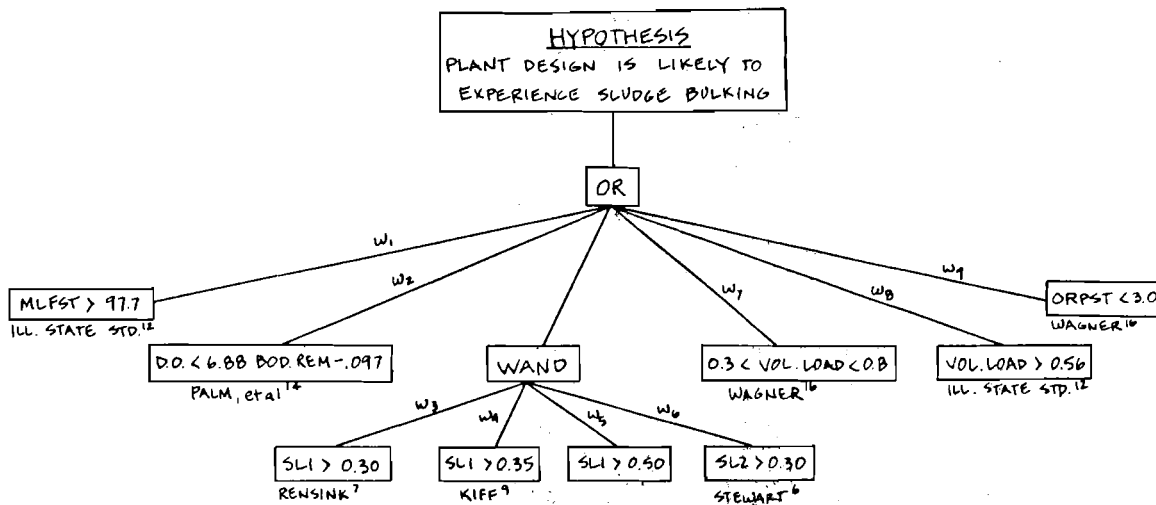 HYPOTHESIS
PLANT DESIGN IS LIKELY TO
EXPERIENCE SLUDGE BULKING
OR
W1
W2
W7
W8
W9
MLFST > 97.7
ILL. STATE STD.12
D.O. < 6.88 BOD.REM-.097
PALM, et al 14
WAND
0.3 < VOL. LOAD < 0.8
WAGNER16
VOL. LOAD > 0.56
ILL. STATE STD.12
ORPST < 3.0
WAGNER16
W3
W4
W5
W6
SL1 > 0.30
RENSINK7
SL1 > 0.35
KIFF9
SL1 > 0.50
SL2 > 0.30
STEWART6